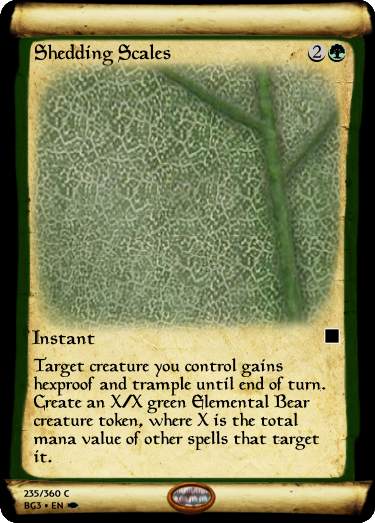 Shedding Scales 2
Instant
Target creature you control gains
hexproof and trample until end of turn.
Create an X/X green Elemental Bear
creature token, where X is the total
mana value of other spells that target
it.
235/360 C
BG3 • EN